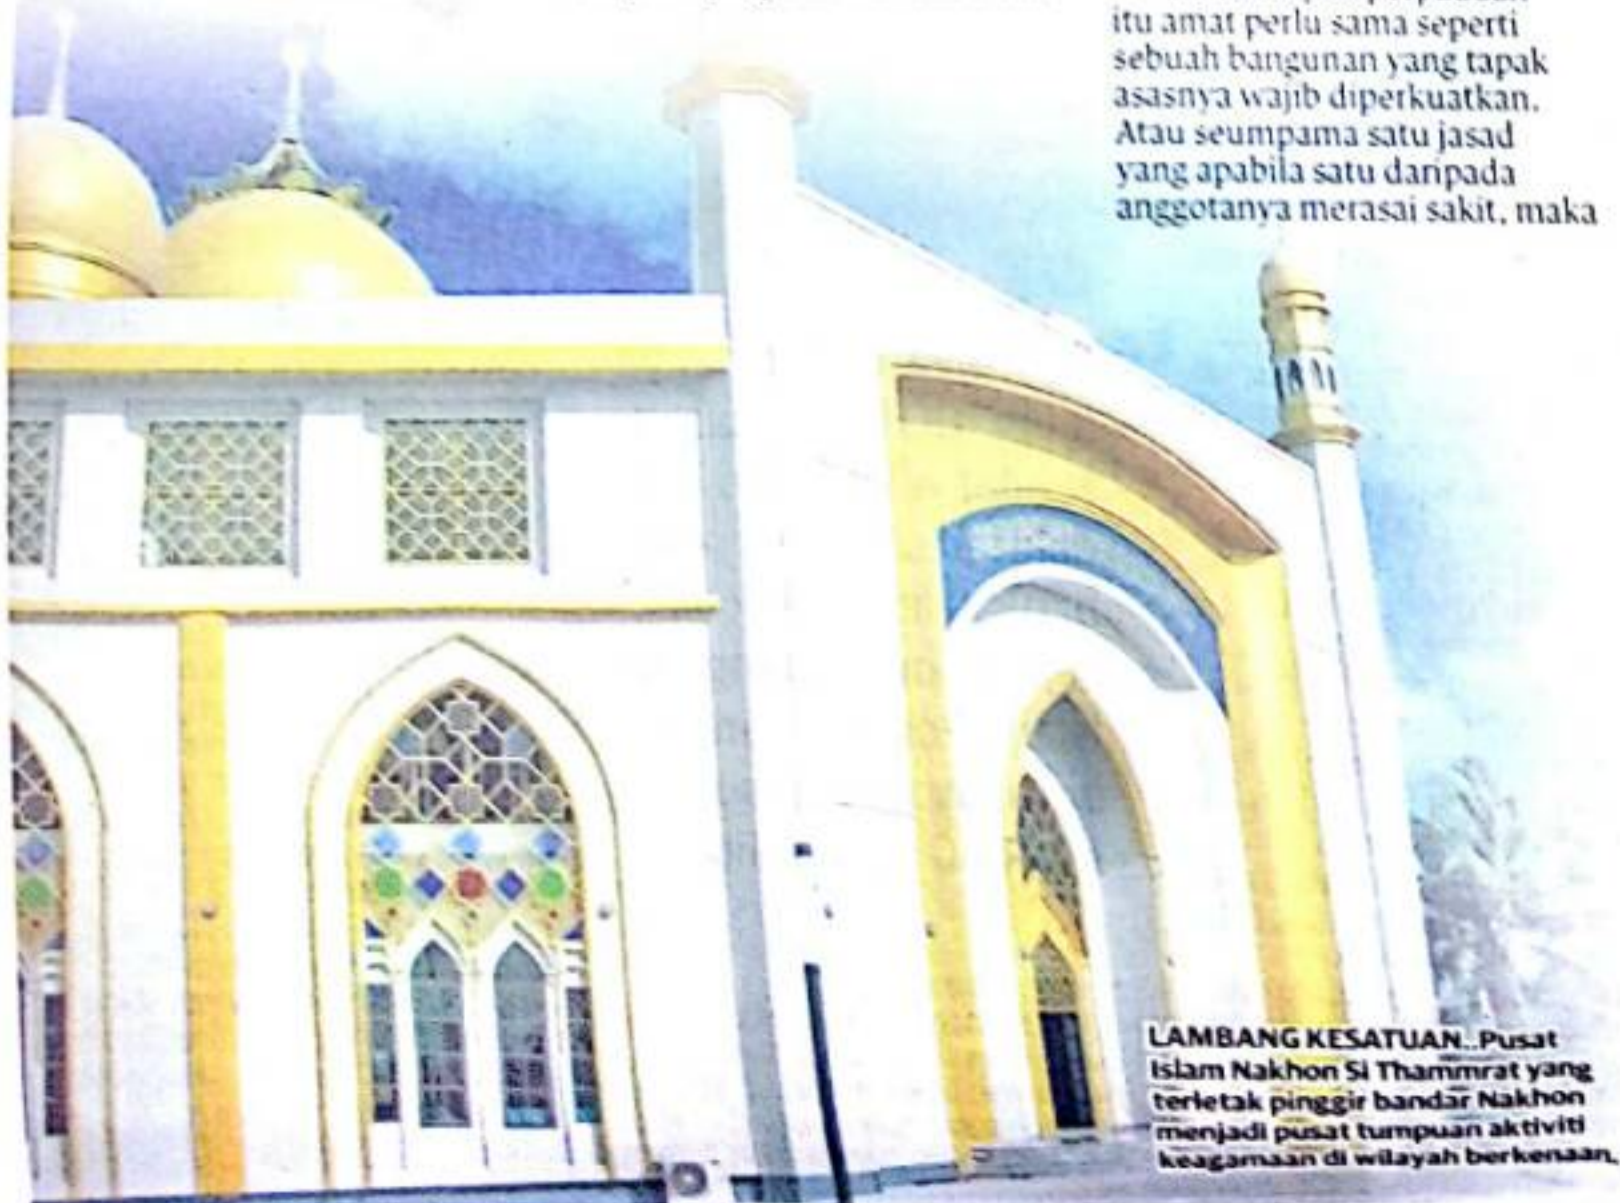 itu amat perlu sama seperti
sebuah bangunan yang tapak
asasnya wajib diperkuatkan.
Atau seumpama satu jasad
yang apabila satu daripada
anggotanya merasai sakit, maka
LAMBANG KESATUAN..Pusat
Islam Nakhon Si Thammrat yang
terletak pinggir bandar Nakhon
menjadi pusat tumpuan aktiviti
keagamaan di wilayah berkenaan.